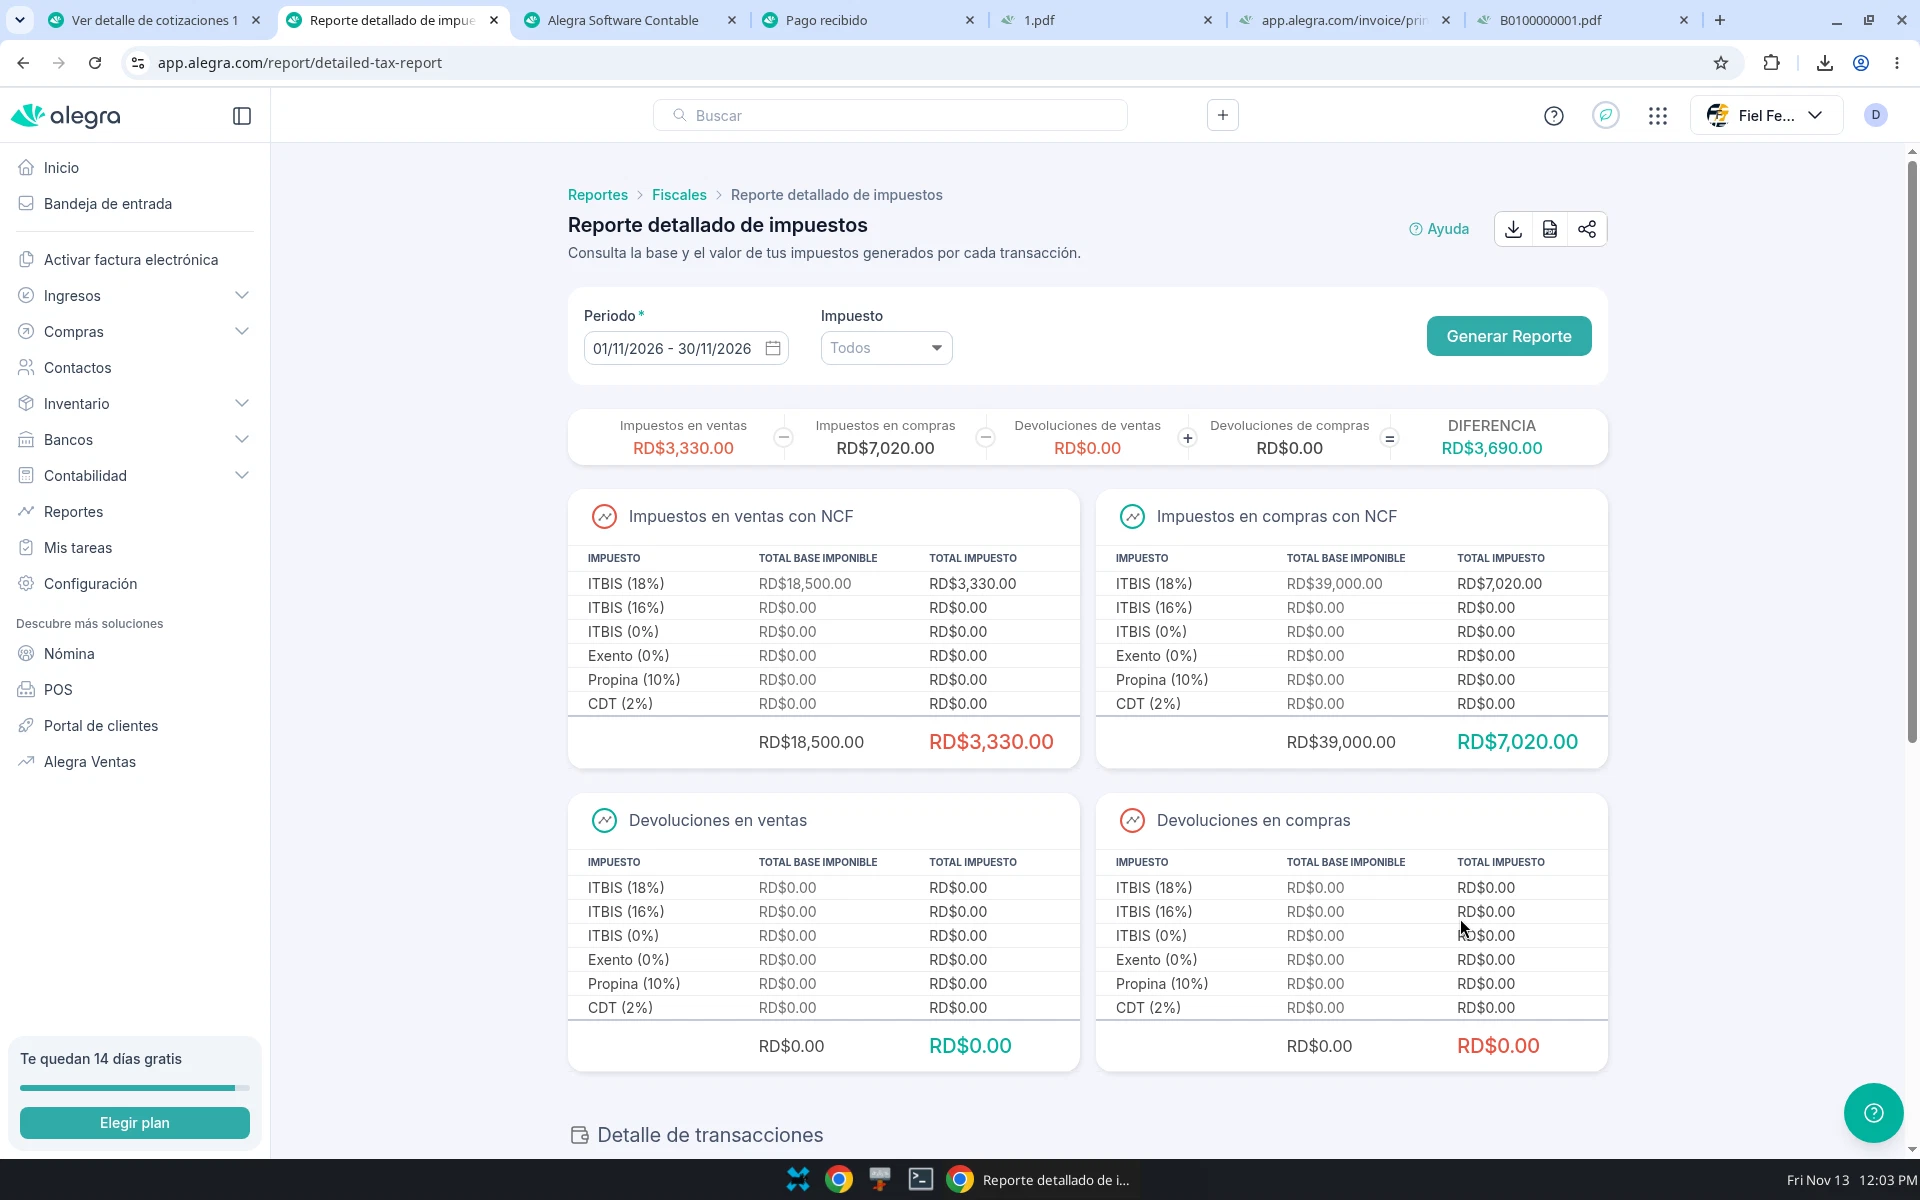 Ver detalle de cotizaciones 1
Reporte detallado de impue
Alegra Software Contable
Pago recibido
1.pdf
app.alegra.com/invoice/prin
B0100000001.pdf
app.alegra.com/report/detailed-tax-report
alegra
Buscar
Fiel Fe...
D
Inicio
Bandeja de entrada
Activar factura electrónica
Ingresos
Compras
Contactos
Inventario
Bancos
Contabilidad
Reportes
Mis tareas
Configuración
Descubre más soluciones
Nómina
POS
Portal de clientes
Alegra Ventas
Te quedan 14 días gratis
Elegir plan
Reportes > Fiscales > Reporte detallado de impuestos
Reporte detallado de impuestos
Consulta la base y el valor de tus impuestos generados por cada transacción.
Ayuda
Periodo *
Impuesto
01/11/2026 - 30/11/2026
Todos
Generar Reporte
Impuestos en ventas
RD$3,330.00
−
Impuestos en compras
RD$7,020.00
−
Devoluciones de ventas
RD$0.00
+
Devoluciones de compras
RD$0.00
=
DIFERENCIA
RD$3,690.00
Impuestos en ventas con NCF
IMPUESTO TOTAL BASE IMPONIBLE TOTAL IMPUESTO
ITBIS (18%) RD$18,500.00 RD$3,330.00
ITBIS (16%) RD$0.00 RD$0.00
ITBIS (0%) RD$0.00 RD$0.00
Exento (0%) RD$0.00 RD$0.00
Propina (10%) RD$0.00 RD$0.00
CDT (2%) RD$0.00 RD$0.00
RD$18,500.00 RD$3,330.00
Impuestos en compras con NCF
IMPUESTO TOTAL BASE IMPONIBLE TOTAL IMPUESTO
ITBIS (18%) RD$39,000.00 RD$7,020.00
ITBIS (16%) RD$0.00 RD$0.00
ITBIS (0%) RD$0.00 RD$0.00
Exento (0%) RD$0.00 RD$0.00
Propina (10%) RD$0.00 RD$0.00
CDT (2%) RD$0.00 RD$0.00
RD$39,000.00 RD$7,020.00
Devoluciones en ventas
IMPUESTO TOTAL BASE IMPONIBLE TOTAL IMPUESTO
ITBIS (18%) RD$0.00 RD$0.00
ITBIS (16%) RD$0.00 RD$0.00
ITBIS (0%) RD$0.00 RD$0.00
Exento (0%) RD$0.00 RD$0.00
Propina (10%) RD$0.00 RD$0.00
CDT (2%) RD$0.00 RD$0.00
RD$0.00 RD$0.00
Devoluciones en compras
IMPUESTO TOTAL BASE IMPONIBLE TOTAL IMPUESTO
ITBIS (18%) RD$0.00 RD$0.00
ITBIS (16%) RD$0.00 RD$0.00
ITBIS (0%) RD$0.00 RD$0.00
Exento (0%) RD$0.00 RD$0.00
Propina (10%) RD$0.00 RD$0.00
CDT (2%) RD$0.00 RD$0.00
RD$0.00 RD$0.00
Detalle de transacciones
Reporte detallado de i...
Fri Nov 13 12:03 PM